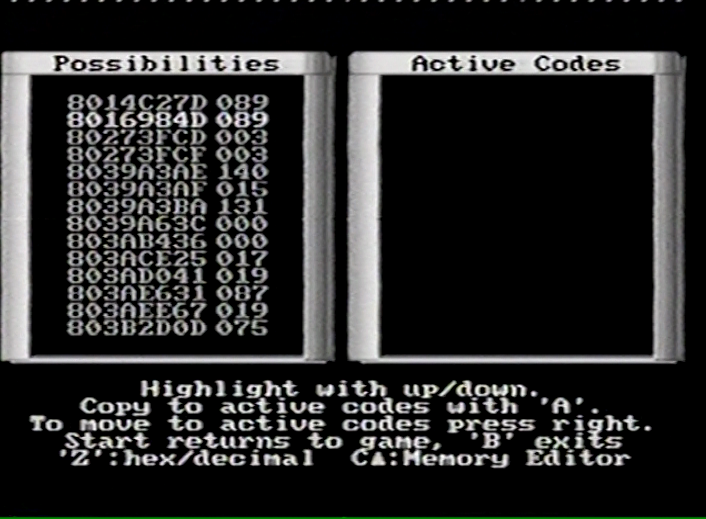 Possibilities
8014C27D 089
8016984D 089
80273FCD 003
80273FCF 003
8039A3AE 140
8039A3AF 015
8039A3BA 131
8039A63C 000
803AB436 000
803ACE25 017
803AD041 019
803AE631 087
803AEE67 019
803B2D0D 075
Active Codes
Highlight with up/down.
Copy to active codes with 'A'.
To move to active codes press right.
Start returns to game, 'B' exits
'Z':hex/decimal C▲:Memory Editor